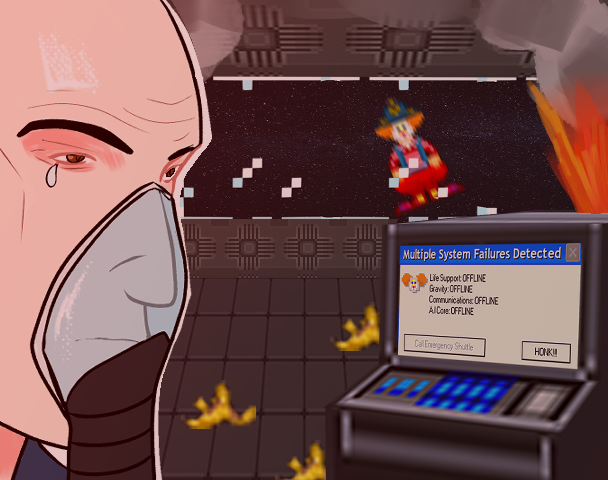 Multiple System Failures Detected
Life Support:OFFLINE
Gravity: OFFLINE
Communications: OFFLINE
A.I Core: OFFLINE
Call Emergency Shuttle
HONK!!!